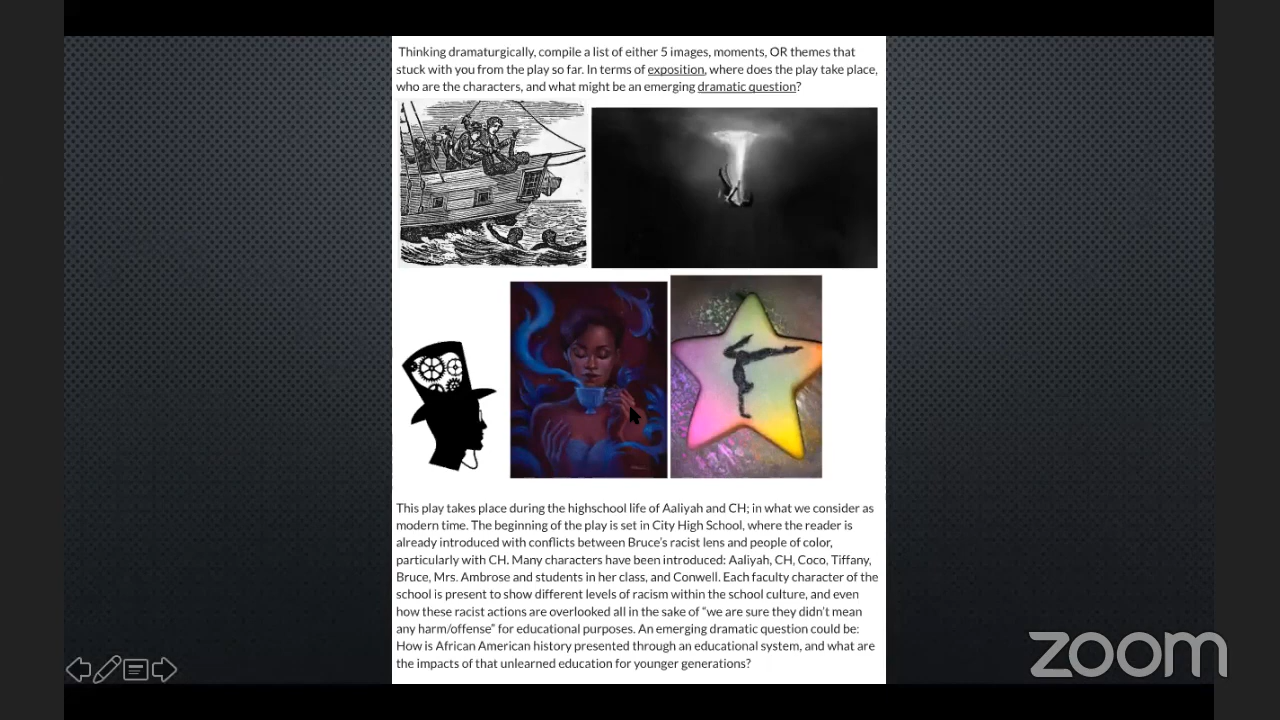 Thinking dramaturgically, compile a list of either 5 images, moments, OR themes that
stuck with you from the play so far. In terms of exposition, where does the play take place,
who are the characters, and what might be an emerging dramatic question?
This play takes place during the highschool life of Aaliyah and CH; in what we consider as
modern time. The beginning of the play is set in City High School, where the reader is
already introduced with conflicts between Bruce's racist lens and people of color,
particularly with CH. Many characters have been introduced: Aaliyah, CH, Coco, Tiffany,
Bruce, Mrs. Ambrose and students in her class, and Conwell. Each faculty character of the
school is present to show different levels of racism within the school culture, and even
how these racist actions are overlooked all in the sake of “we are sure they didn't mean
any harm/offense” for educational purposes. An emerging dramatic question could be:
How is African American history presented through an educational system, and what are
the impacts of that unlearned education for younger generations?
zoom